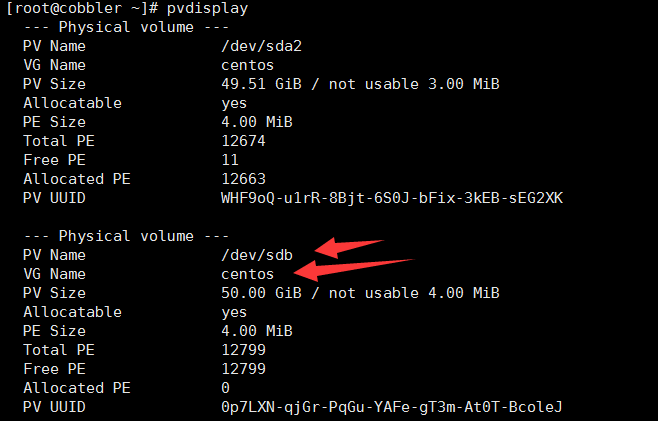 [root@cobbler ~]# pvdisplay
--- Physical volume ---
PV Name /dev/sda2
VG Name centos
PV Size 49.51 GiB / not usable 3.00 MiB
Allocatable yes
PE Size 4.00 MiB
Total PE 12674
Free PE 11
Allocated PE 12663
PV UUID WHF9oQ-u1rR-8Bjt-6S0J-bFix-3kEB-sEG2XK
--- Physical volume ---
PV Name /dev/sdb
VG Name centos
PV Size 50.00 GiB / not usable 4.00 MiB
Allocatable yes
PE Size 4.00 MiB
Total PE 12799
Free PE 12799
Allocated PE 0
PV UUID 0p7LXN-qjGr-PqGu-YAFe-gT3m-At0T-BcoleJ